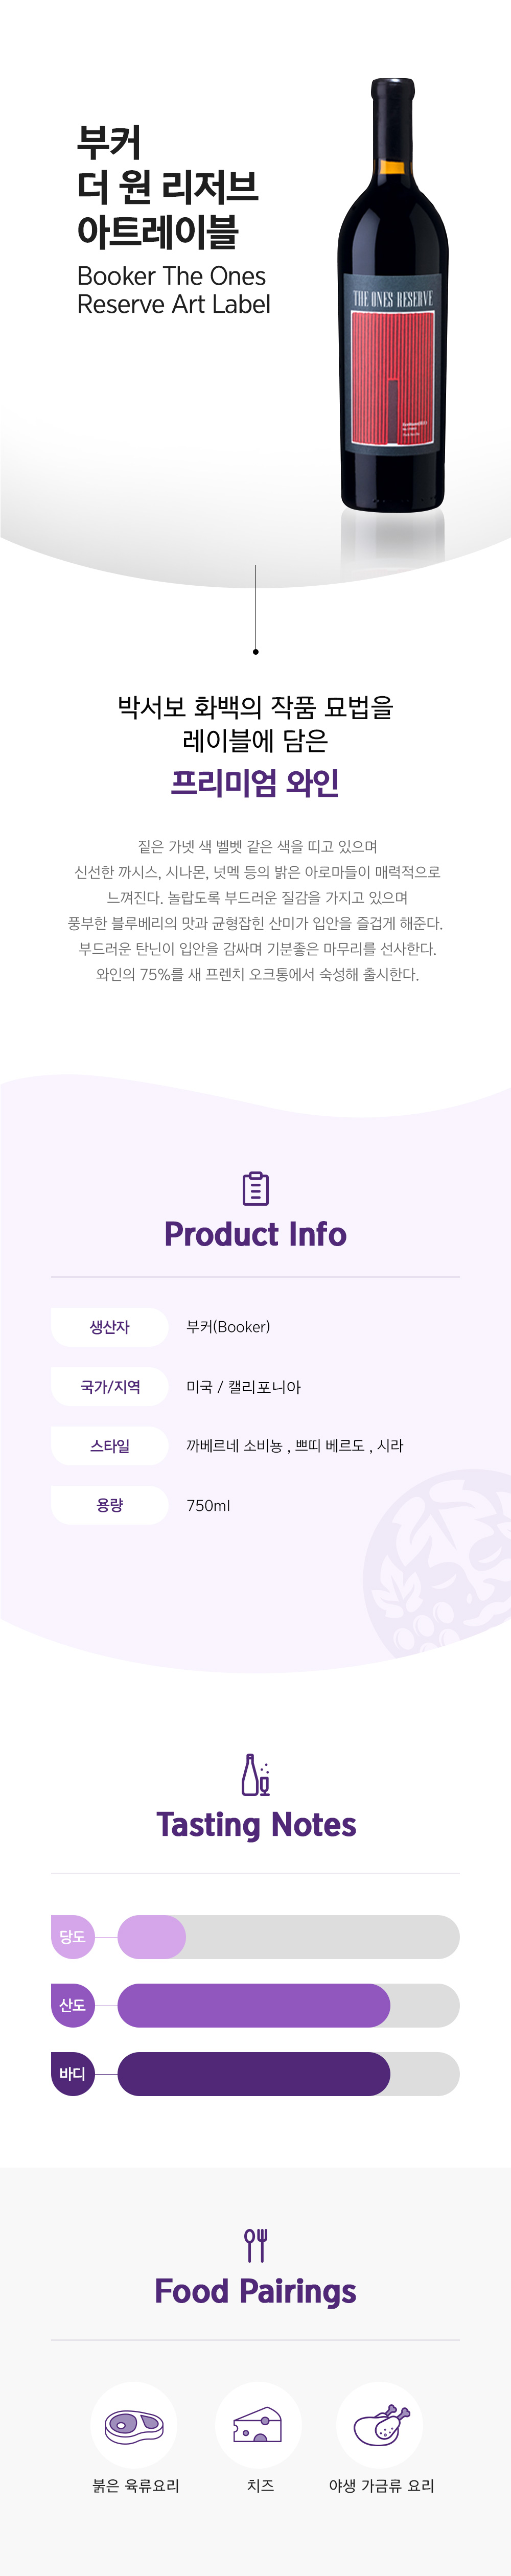 부커
더 원 리저브
아트레이블
Booker The Ones
Reserve Art Label
THE ONES RESERVE
박서보 화백의 작품 묘법을
레이블에 담은
프리미엄 와인
짙은 가넷 색 벨벳 같은 색을 띠고 있으며
신선한 까시스, 시나몬, 넛멕 등의 밝은 아로마들이 매력적으로
느껴진다. 놀랍도록 부드러운 질감을 가지고 있으며
풍부한 블루베리의 맛과 균형잡힌 산미가 입안을 즐겁게 해준다.
부드러운 탄닌이 입안을 감싸며 기분좋은 마무리를 선사한다.
와인의 75%를 새 프렌치 오크통에서 숙성해 출시한다.
Product Info
생산자 부커(Booker)
국가/지역 미국 / 캘리포니아
스타일 까베르네 소비뇽 , 쁘띠 베르도 , 시라
용량 750ml
Tasting Notes
당도
산도
바디
Food Pairings
붉은 육류요리 치즈 야생 가금류 요리